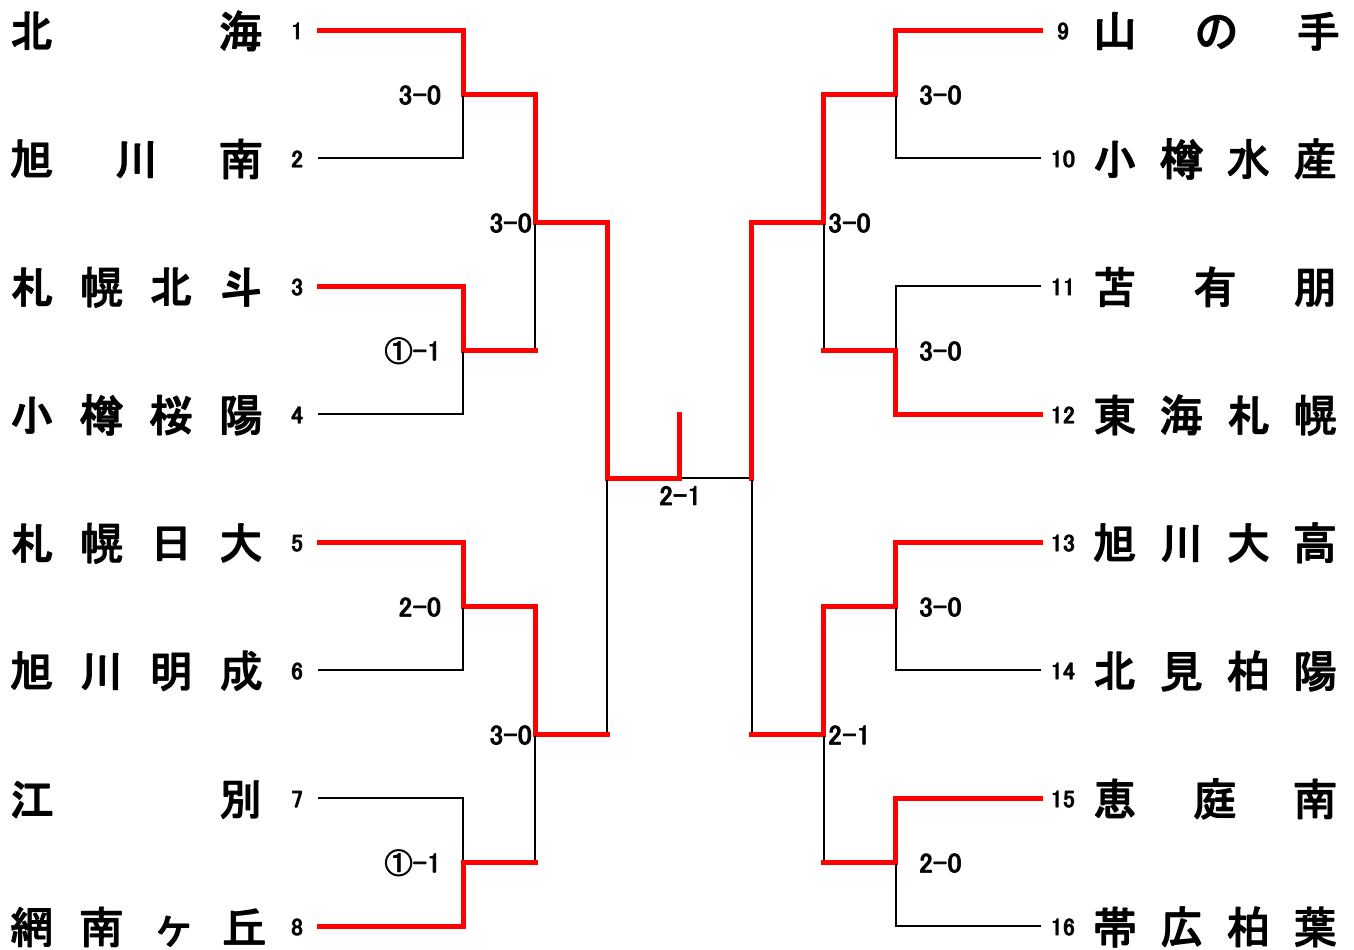 北海 1
3-0
旭川南 2
3-0
札幌北斗 3
①-1
小樽桜陽 4
札幌日大 5
2-0
旭川明成 6
3-0
江別 7
①-1
網南ヶ丘 8
2-1
9 山の手
3-0
10 小樽水産
3-0
11 苫有朋
3-0
12 東海札幌
13 旭川大高
3-0
14 北見柏陽
2-1
15 恵庭南
2-0
16 帯広柏葉